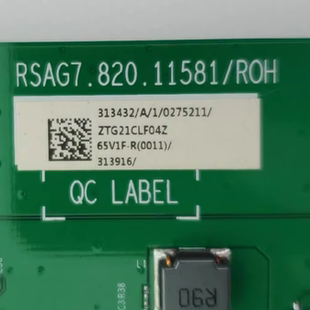 RSAG7.820.11581/ROH
313432/A/1/0275211/
ZTG21CLF04Z
65V1F-R(0011)/
313916/
QC LABEL
R90